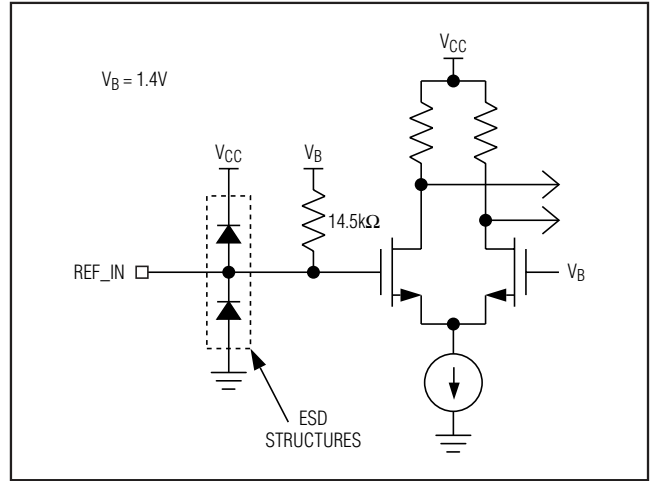 V_CC
V_B = 1.4V
V_CC
V_B
14.5kΩ
REF_IN
V_B
ESD
STRUCTURES